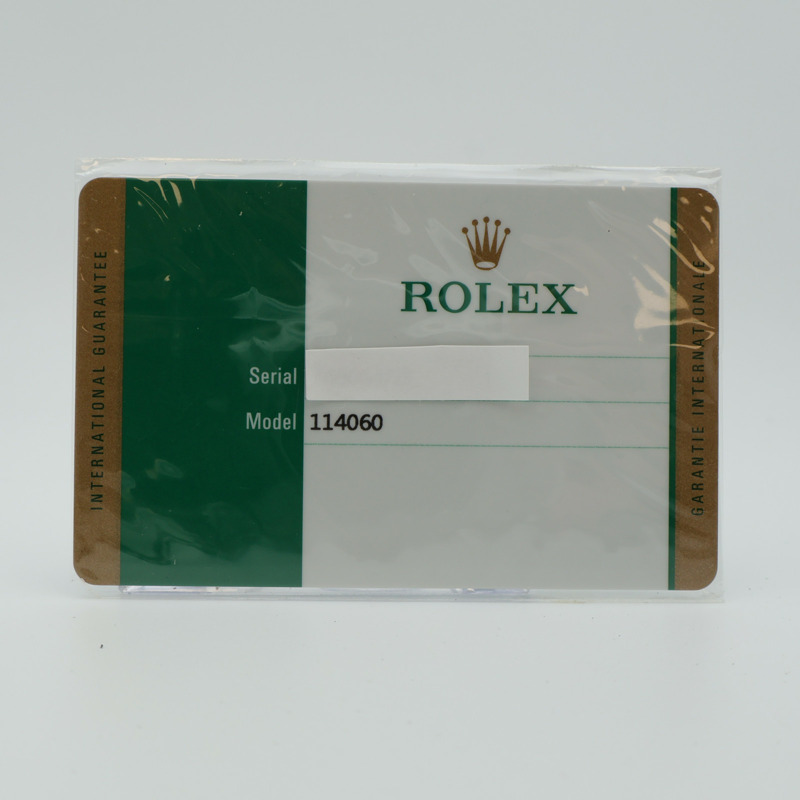 INTERNATIONAL GUARANTEE
ROLEX
Serial
Model 114060
GARANTIE INTERNATIONALE